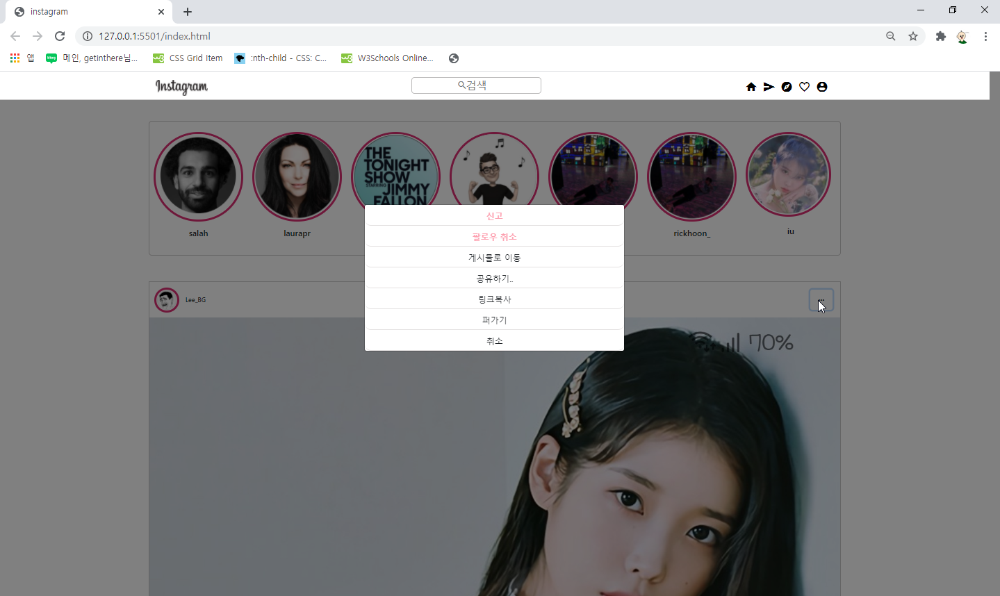 instagram
127.0.0.1:5501/index.html
앱
메인, getinthere님...
CSS Grid Item
:nth-child - CSS: C...
W3Schools Online...
Instagram
검색
THE
TONIGHT
SHOW
STARRING
JIMMY
FALLON
salah
laurapr
rickhoon_
iu
신고
팔로우 취소
게시물로 이동
공유하기..
링크복사
퍼가기
취소
Lee_BG
...
70%